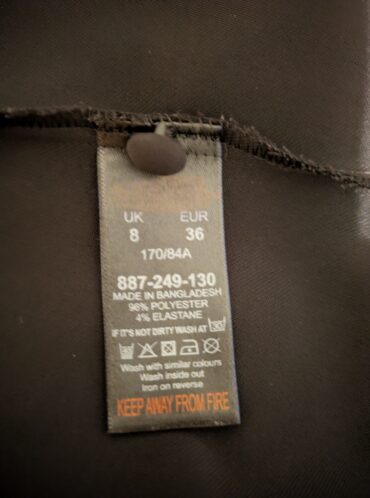 UK EUR
8 36
170/84A
887-249-130
MADE IN BANGLADESH
96% POLYESTER
4% ELASTANE
IF IT'S NOT DIRTY WASH AT 30
Wash with similar colours
Wash inside out
Iron on reverse
KEEP AWAY FROM FIRE